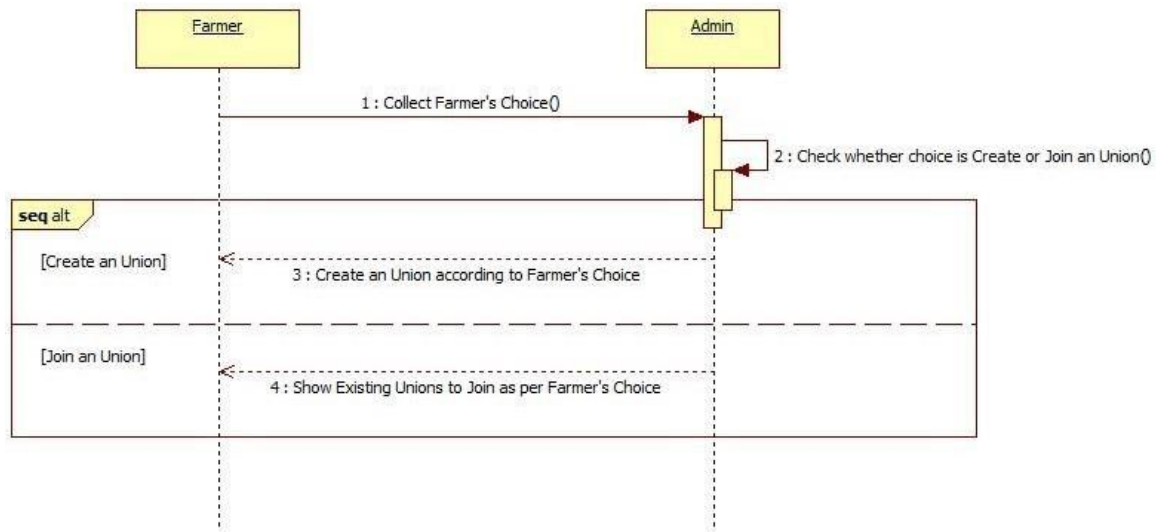 Farmer
Admin
1 : Collect Farmer's Choice()
2 : Check whether choice is Create or Join an Union()
seq alt
[Create an Union]
3 : Create an Union according to Farmer's Choice
[Join an Union]
4 : Show Existing Unions to Join as per Farmer's Choice